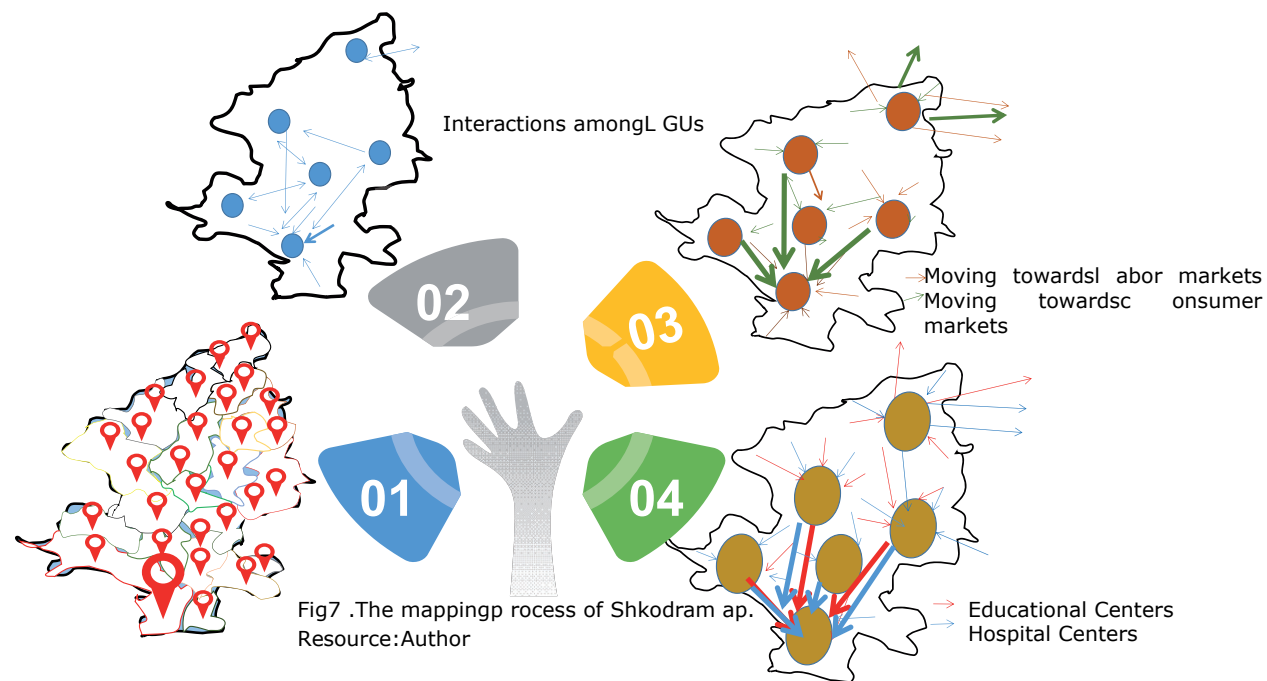 Interactions amongL GUs
02
03
Moving towardsl abor markets
Moving towardsc onsumer
markets
01
04
Fig7 .The mappingp rocess of Shkodram ap.
Resource:Author
Educational Centers
Hospital Centers